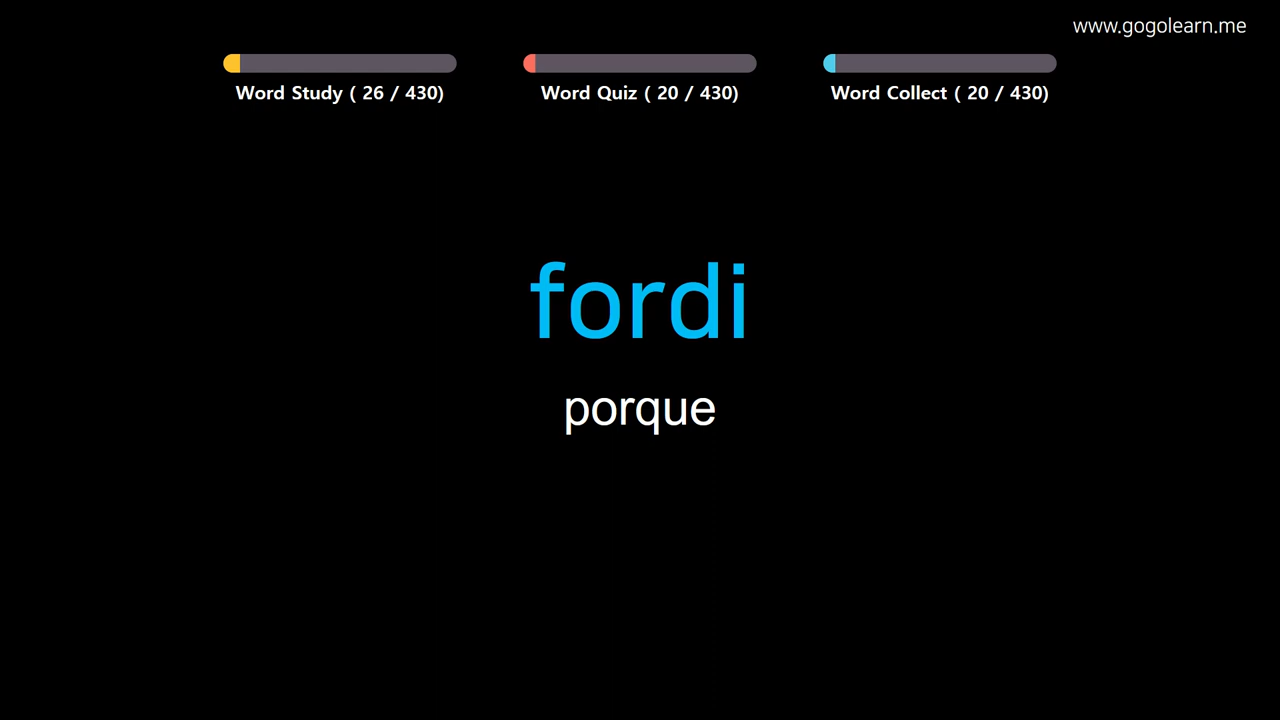 www.gogolearn.me
Word Study ( 26 / 430)
Word Quiz ( 20 / 430)
Word Collect ( 20 / 430)
fordi
porque